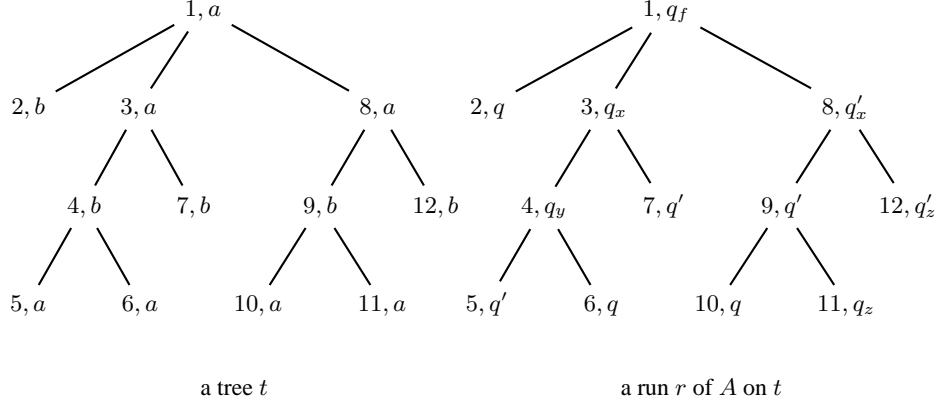 1, a 1, q_f
2, b 3, a 8, a 2, q 3, q_x 8, q'_x
4, b 7, b 9, b 12, b 4, q_y 7, q' 9, q' 12, q'_z
5, a 6, a 10, a 11, a 5, q' 6, q 10, q 11, q_z
a tree t a run r of A on t